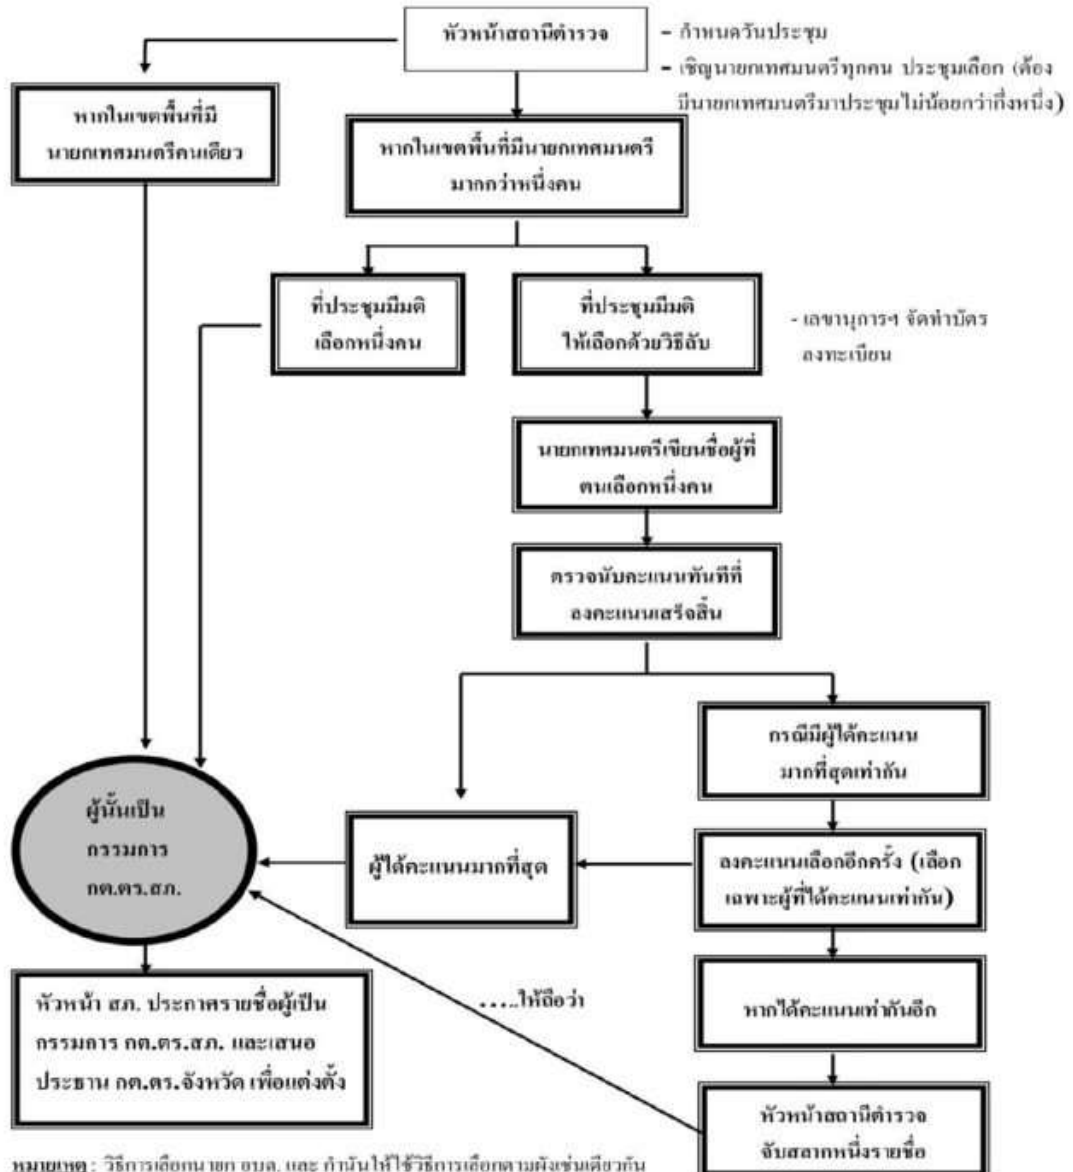 หัวหน้าสถานีตำรวจ
- กำหนดวันประชุม
- เชิญนายกเทศมนตรีทุกคน ประชุมเลือก (ต้อง
มีนายกเทศมนตรีมาประชุมไม่น้อยกว่ากึ่งหนึ่ง)
หากในเขตพื้นที่มี
นายกเทศมนตรีคนเดียว
หากในเขตพื้นที่มีนายกเทศมนตรี
มากกว่าหนึ่งคน
ที่ประชุมมีมติ
เลือกหนึ่งคน
ที่ประชุมมีมติ
ให้เลือกด้วยวิธีลับ
- เลขานุการฯ จัดทำบัตร
ลงทะเบียน
นายกเทศมนตรีเขียนชื่อผู้ที่
ตนเลือกหนึ่งคน
ตรวจนับคะแนนทันทีที่
ลงคะแนนเสร็จสิ้น
กรณีมีผู้ได้คะแนน
มากที่สุดเท่ากัน
ผู้นั้นเป็น
กรรมการ
กต.ตร.สภ.
ผู้ได้คะแนนมากที่สุด
ลงคะแนนเลือกอีกครั้ง (เลือก
เฉพาะผู้ที่ได้คะแนนเท่ากัน)
หัวหน้า สภ. ประกาศรายชื่อผู้เป็น
กรรมการ กต.ตร.สภ. และเสนอ
ประธาน กต.ตร.จังหวัด เพื่อแต่งตั้ง
.....ให้ถือว่า
หากได้คะแนนเท่ากันอีก
หัวหน้าสถานีตำรวจ
จับสลากหนึ่งรายชื่อ
หมายเหตุ : วิธีการเลือกนายก อบต. และ กำนันให้ใช้วิธีการเลือกตามผังเช่นเดียวกัน